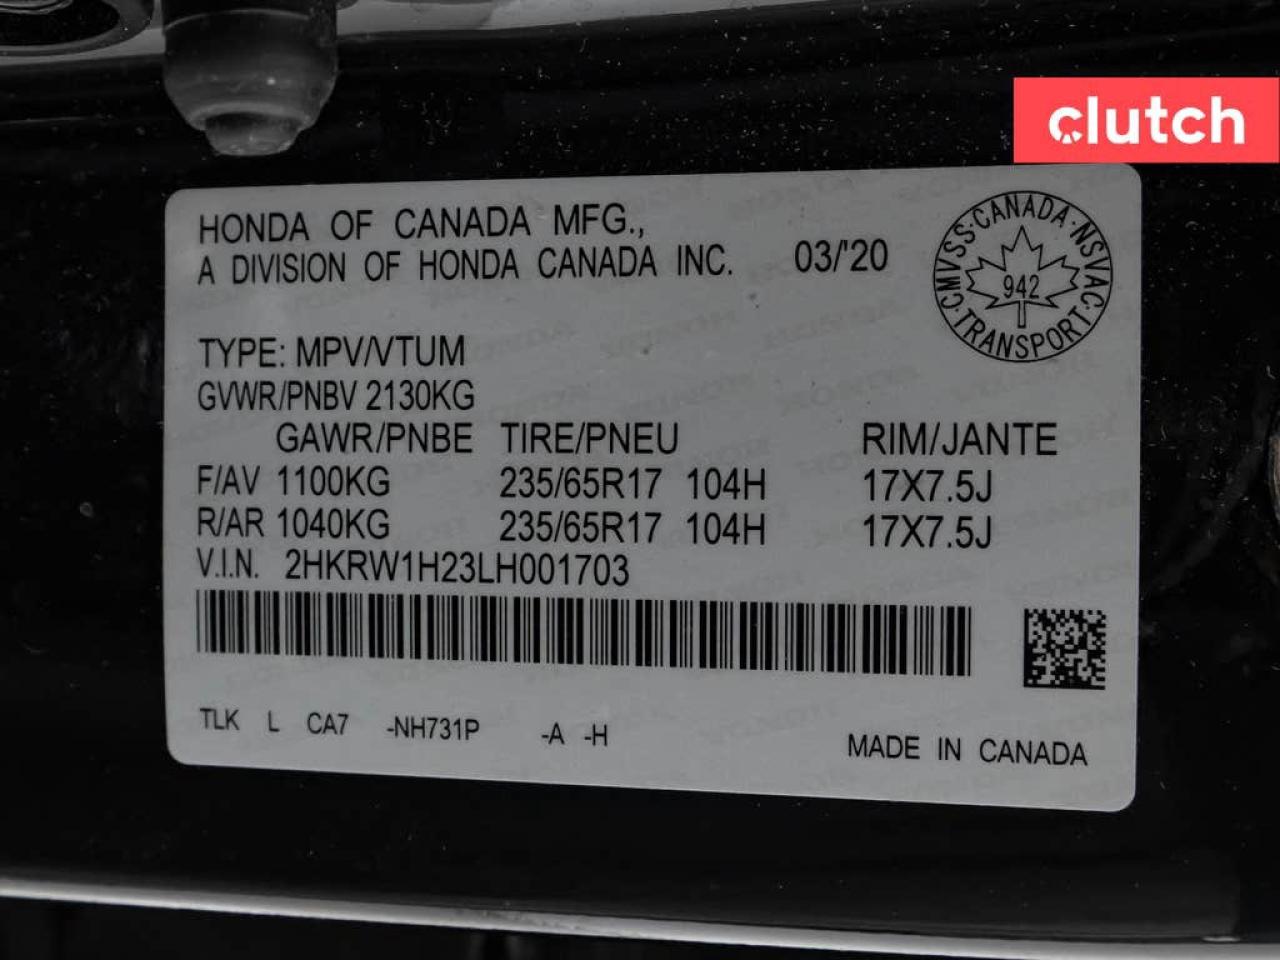 clutch
HONDA OF CANADA MFG.,
A DIVISION OF HONDA CANADA INC. 03/'20
CMVSS·CANADA·NSVAC·TRANSPORT·
942
TYPE: MPV/VTUM
GVWR/PNBV 2130KG
GAWR/PNBE TIRE/PNEU RIM/JANTE
F/AV 1100KG 235/65R17 104H 17X7.5J
R/AR 1040KG 235/65R17 104H 17X7.5J
V.I.N. 2HKRW1H23LH001703
TLK L CA7 -NH731P -A -H
MADE IN CANADA